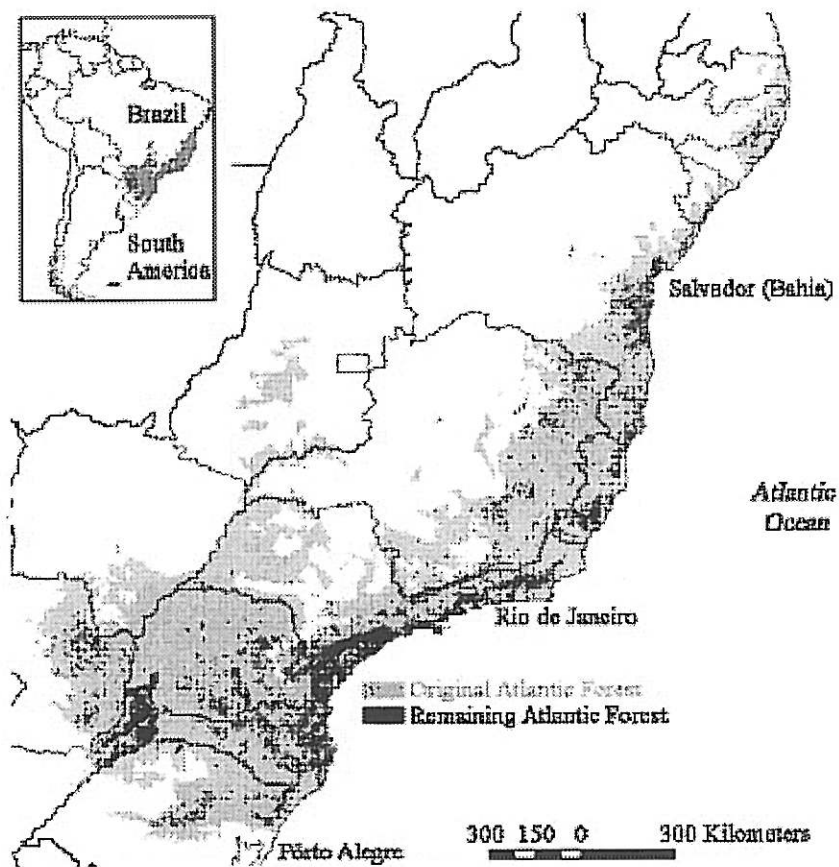 Brazil
South
America
Salvador (Bahia)
Atlantic
Ocean
Rio de Janeiro
Original Atlantic Forest
Remaining Atlantic Forest
Pôrto Alegre
300 150 0 300 Kilometers